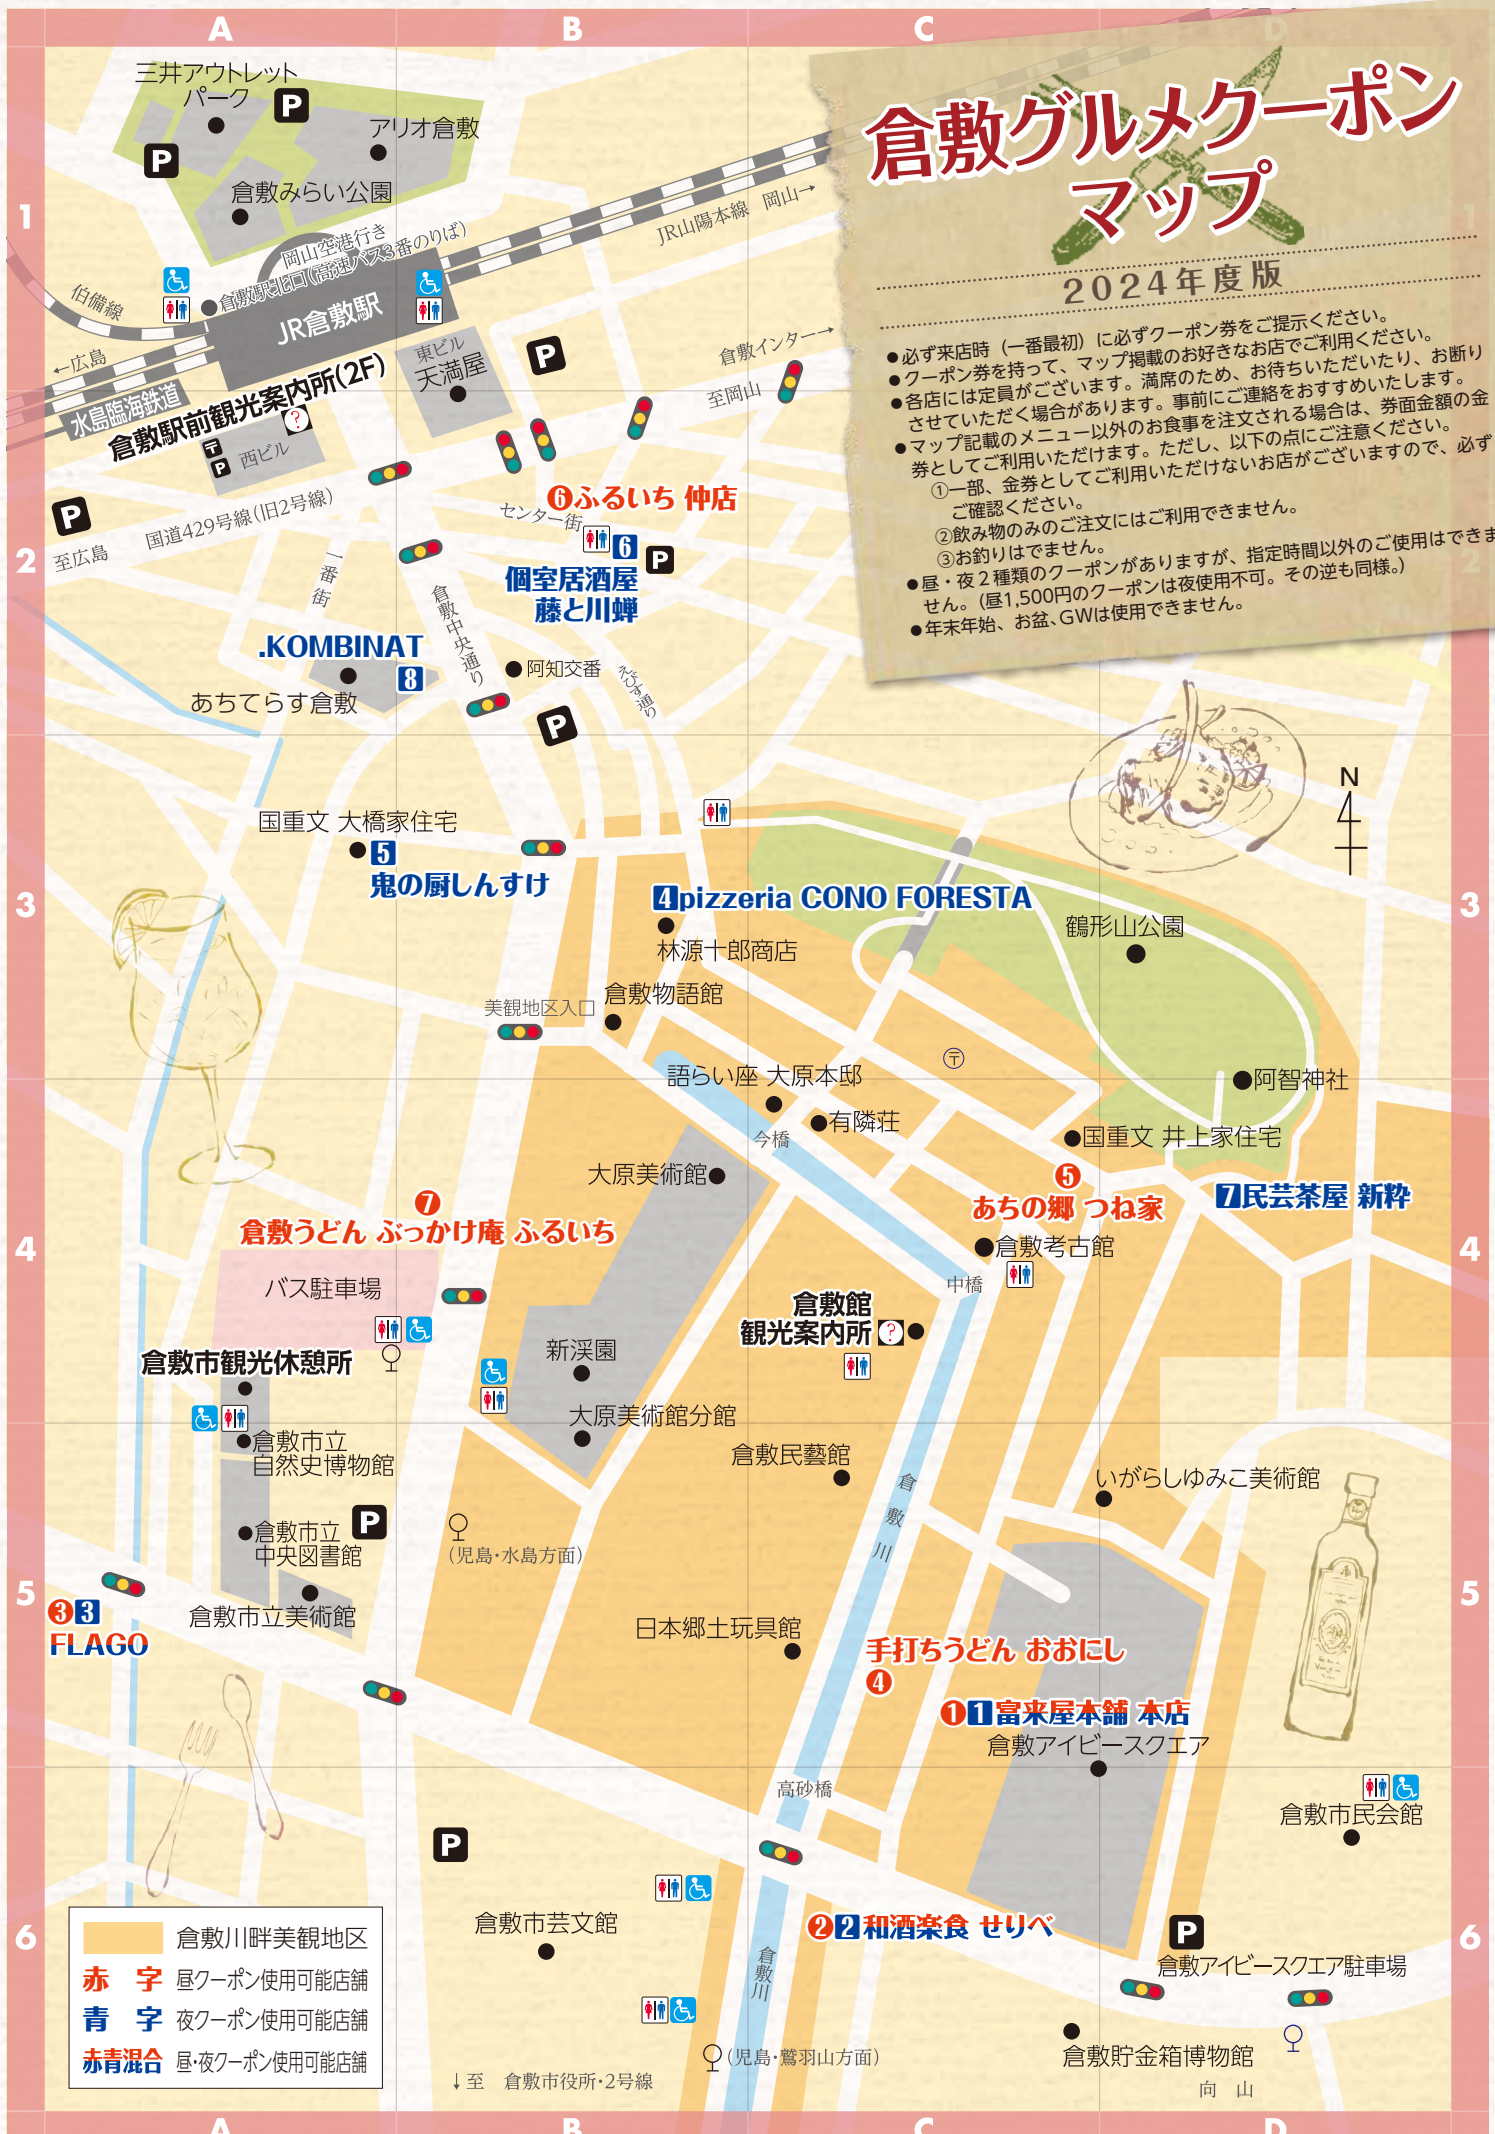 A
B
C
D
三井アウトレット
パーク
P
アリオ倉敷
P
倉敷みらい公園
1
岡山空港行き
倉敷駅北口(高速バス3番のりば)
JR山陽本線 岡山→
伯備線
JR倉敷駅
←広島
水島臨海鉄道
倉敷駅前観光案内所(2F)
?
〒
P
西ビル
東ビル
天満屋
P
倉敷インター→
至岡山
倉敷グルメクーポン
マップ
2024年度版
1
●必ず来店時（一番最初）に必ずクーポン券をご提示ください。
●クーポン券を持って、マップ掲載のお好きなお店でご利用ください。
●各店には定員がございます。満席のため、お待ちいただいたり、お断り
させていただく場合があります。事前にご連絡をおすすめいたします。
●マップ記載のメニュー以外のお食事を注文される場合は、券面金額の金
券としてご利用いただけます。ただし、以下の点にご注意ください。
①一部、金券としてご利用いただけないお店がございますので、必ず
ご確認ください。
②飲み物のみのご注文にはご利用できません。
③お釣りはでません。
●昼・夜２種類のクーポンがありますが、指定時間以外のご使用はできま
せん。（昼1,500円のクーポンは夜使用不可。その逆も同様。）
●年末年始、お盆、GWは使用できません。
2
P
国道429号線(旧2号線)
至広島
2
センター街
6ふるいち 仲店
6
P
個室居酒屋
藤と川蝉
一番街
倉敷中央通り
.KOMBINAT
8
あちてらす倉敷
阿知交番
えびす通り
P
N
国重文 大橋家住宅
5
鬼の厨しんすけ
3
3
4pizzeria CONO FORESTA
林源十郎商店
鶴形山公園
美観地区入口
倉敷物語館
〒
語らい座 大原本邸
有隣荘
今橋
阿智神社
国重文 井上家住宅
大原美術館
5
あちの郷 つね家
7民芸茶屋 新粋
7
倉敷うどん ぶっかけ庵 ふるいち
4
4
倉敷考古館
中橋
バス駐車場
倉敷館
観光案内所
?
倉敷市観光休憩所
新渓園
大原美術館分館
倉敷市立
自然史博物館
倉敷民藝館
いがらしゆみこ美術館
倉敷川
倉敷市立
中央図書館
P
(児島・水島方面)
5
5
3 3
FLAGO
倉敷市立美術館
日本郷土玩具館
手打ちうどん おおにし
4
1 1富来屋本舗 本店
倉敷アイビースクエア
高砂橋
倉敷市民会館
P
倉敷市芸文館
2 2和酒楽食 せりべ
P
倉敷アイビースクエア駐車場
6
6
倉敷川畔美観地区
赤 字 昼クーポン使用可能店舗
青 字 夜クーポン使用可能店舗
赤青混合 昼・夜クーポン使用可能店舗
倉敷川
(児島・鷲羽山方面)
倉敷貯金箱博物館
↓至 倉敷市役所・2号線
向 山
A
B
C
D